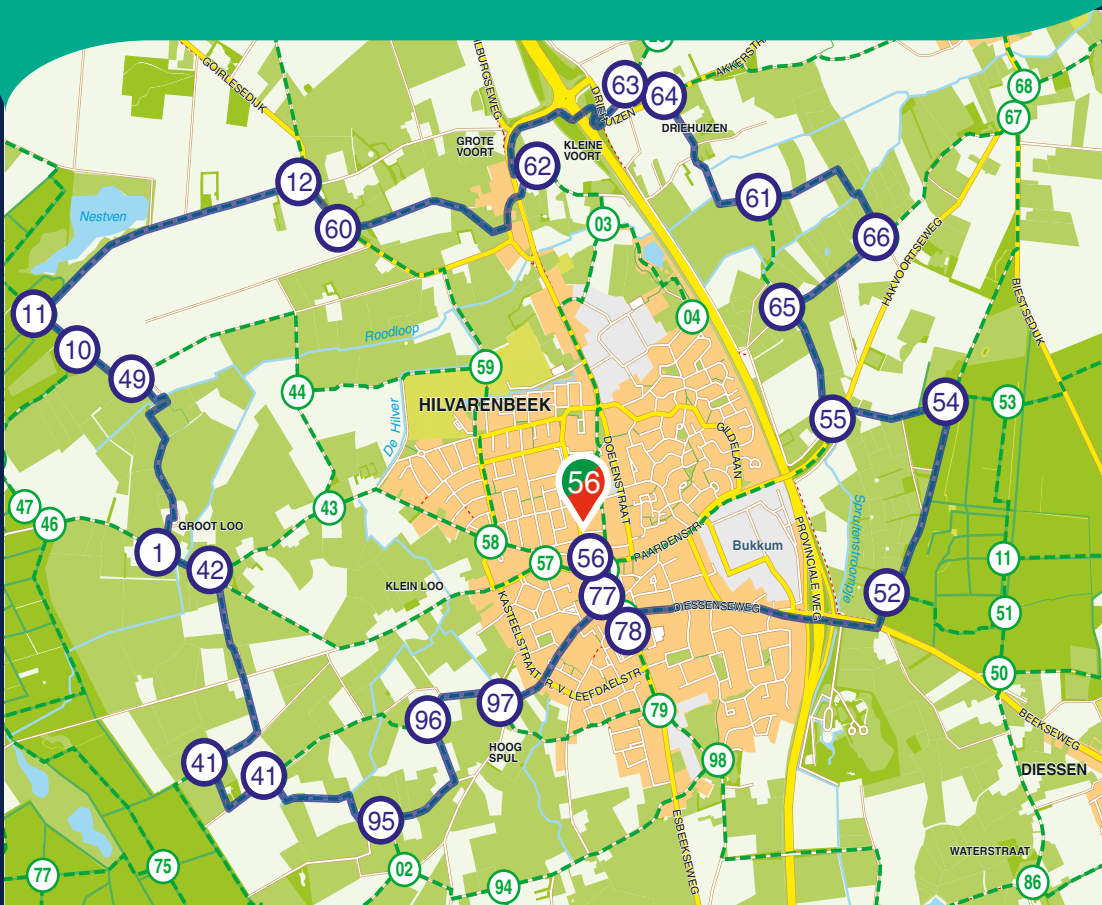 GOIRLESEDIJK
AKKERSTR
68
67
63
64
DRIEHUIZEN
DRIEHUIZEN
GROTE
VOORT
KLEINE
VOORT
62
12
60
61
03
66
Nestven
HAKVOORTSEWEG
BIESTSEDIJK
11
10
49
65
04
Roodloop
59
44
De Hilver
HILVARENBEEK
GILDELAAN
55
54
53
DOELENSTRAAT
56
47
46
43
GROOT LOO
58
57
56
PAARDENSTR.
Bukkum
PROVINCIALE WEG
Spruitenstroompje
11
1
42
KLEIN LOO
77
78
DIESSENSEWEG
52
51
KASTEELSTRAAT
R. V. LEEFDAELSTR.
50
96
97
79
HOOG
SPUL
98
BEEKSEWEG
DIESSEN
41
41
95
ESBEEKSEWEG
WATERSTRAAT
77
75
02
94
86